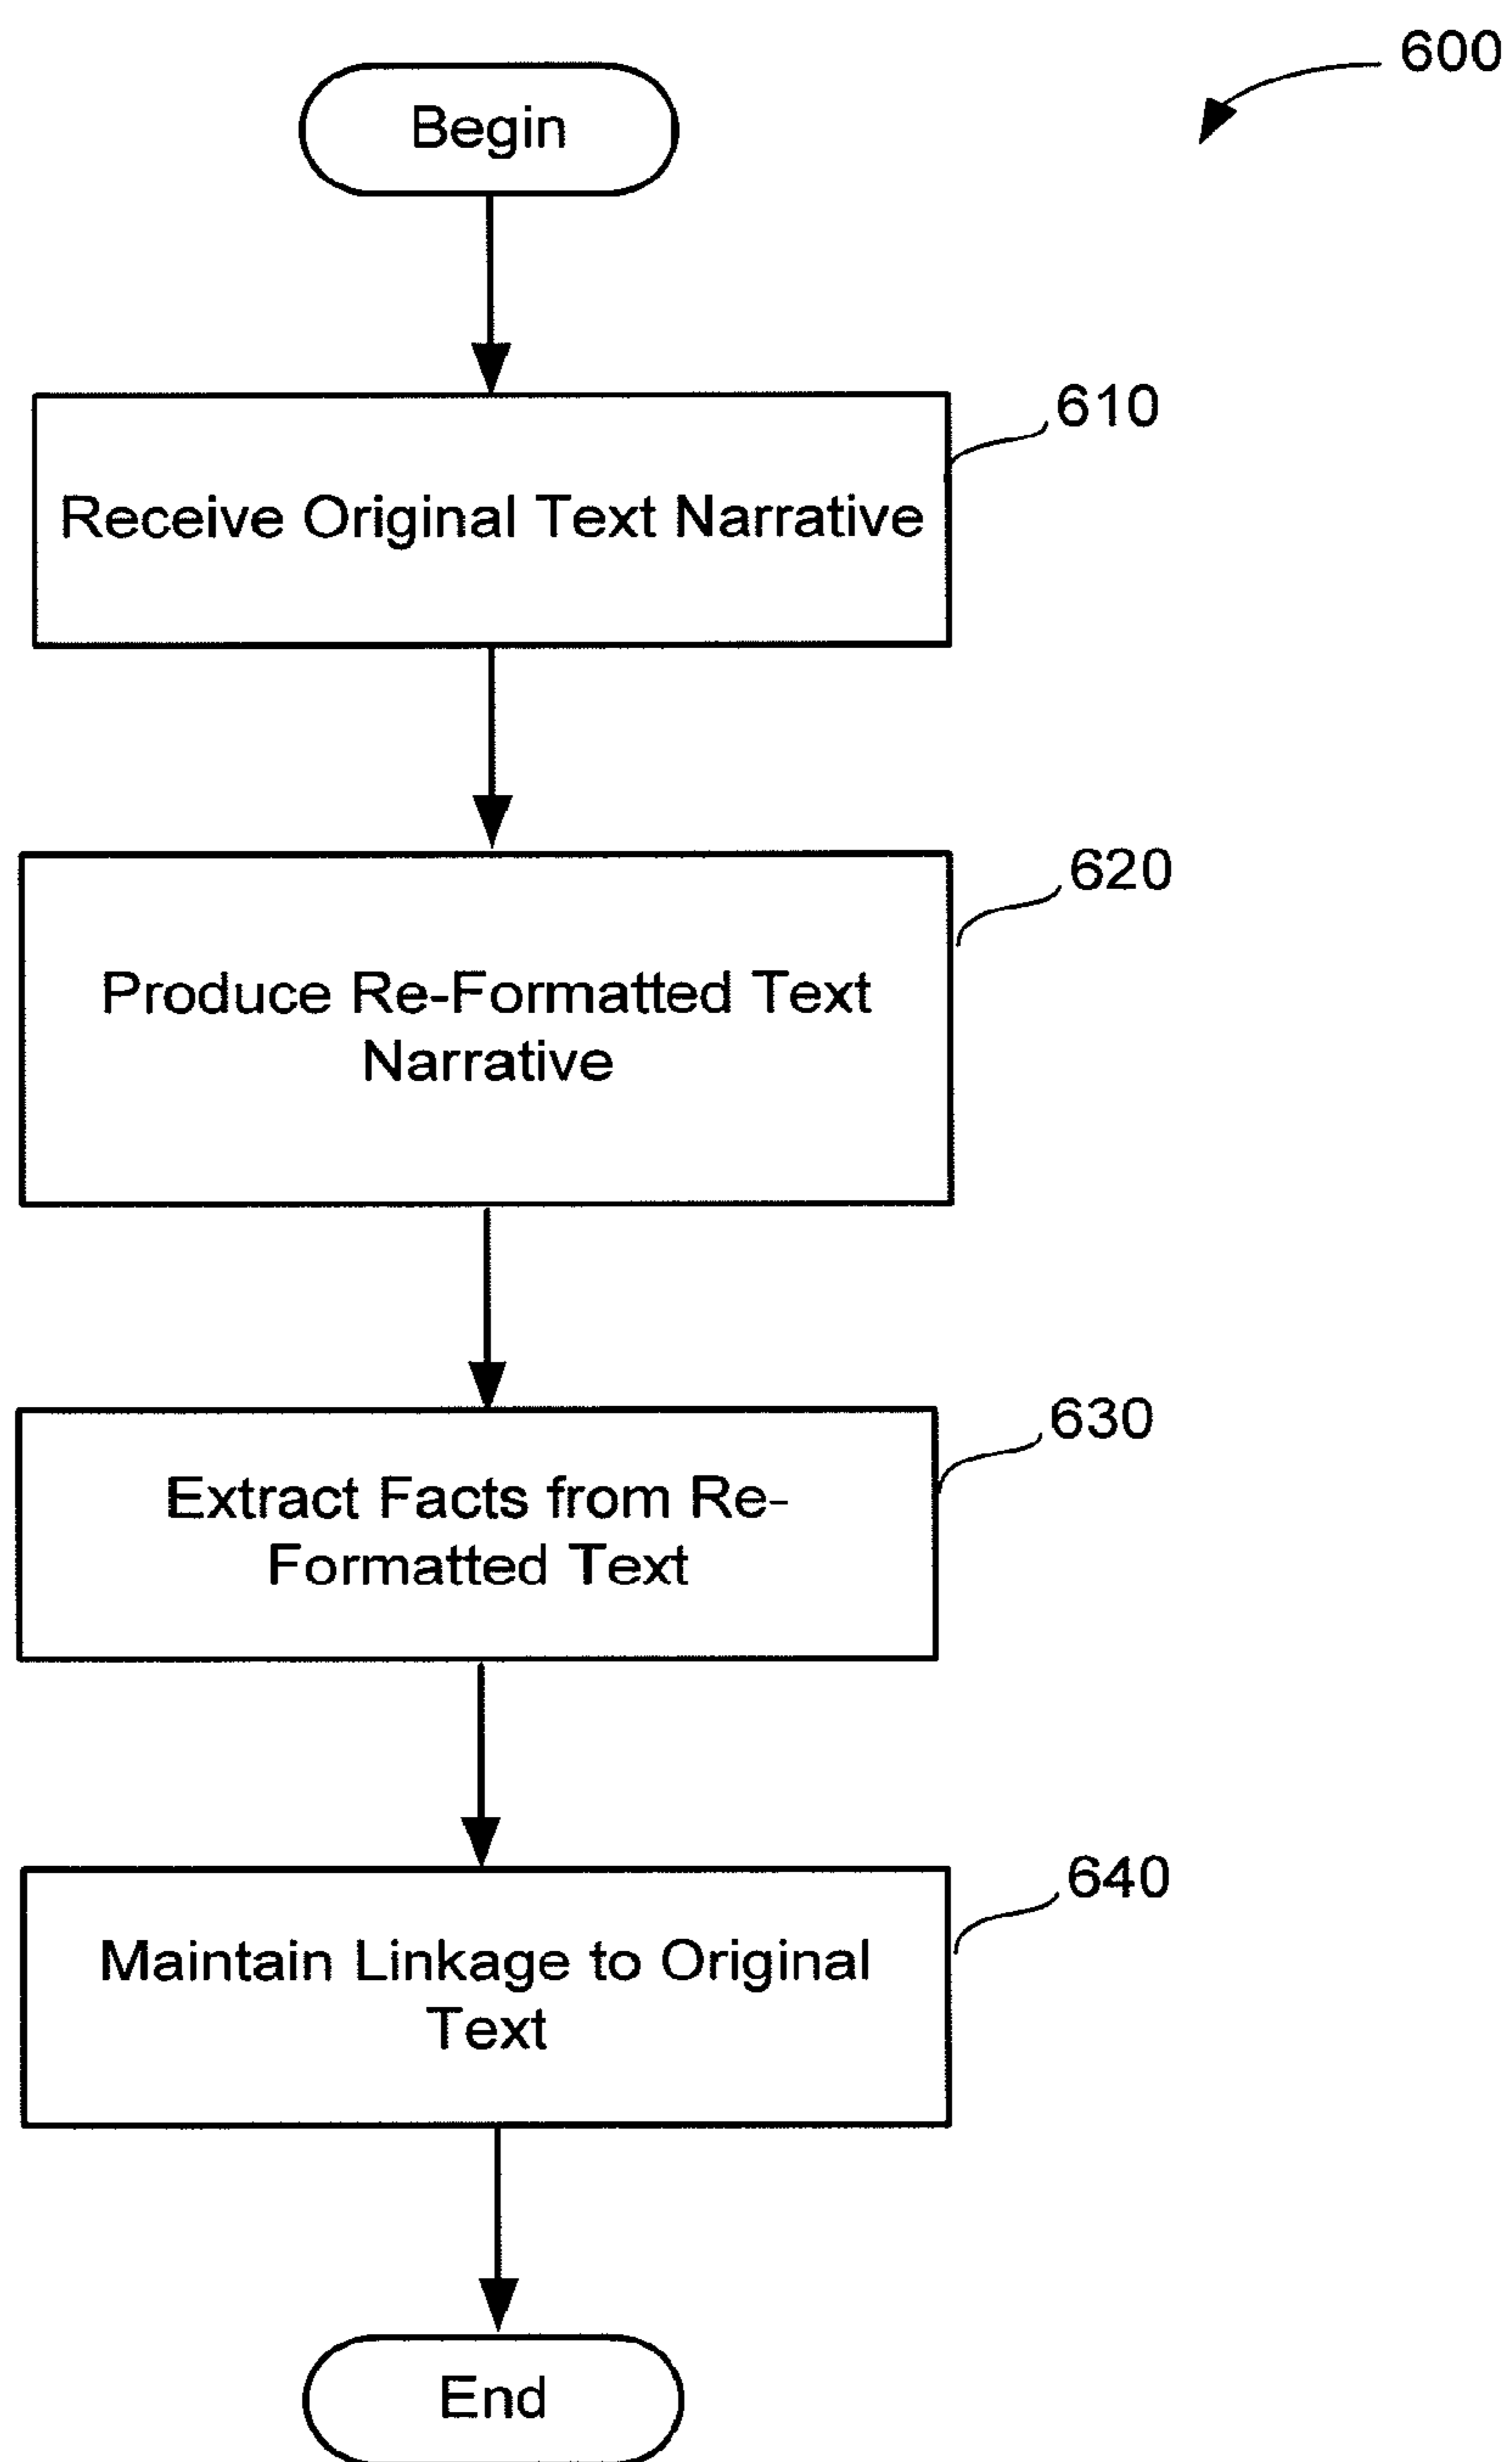 600
Begin
610
Receive Original Text Narrative
620
Produce Re-Formatted Text
Narrative
630
Extract Facts from Re-
Formatted Text
640
Maintain Linkage to Original
Text
End